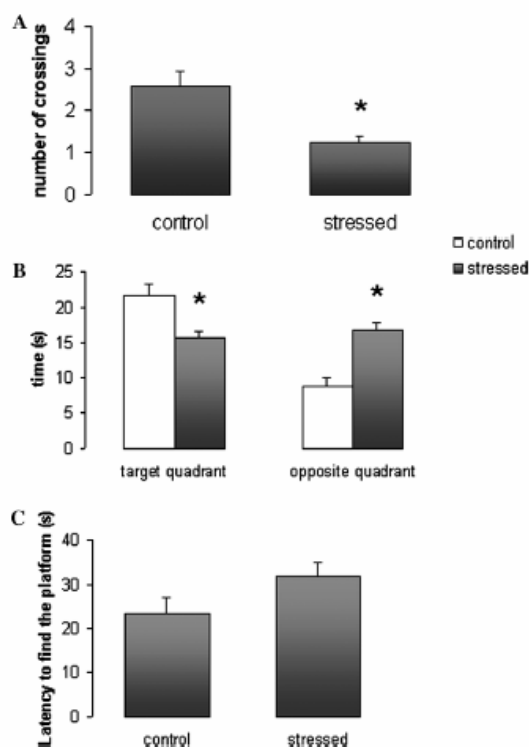 A
number of crossings
4
3
2
1
0
*
control
stressed
control
stressed
B
time (s)
25
20
15
10
5
0
*
*
target quadrant
opposite quadrant
C
Latency to find the platform (s)
40
30
20
10
0
control
stressed